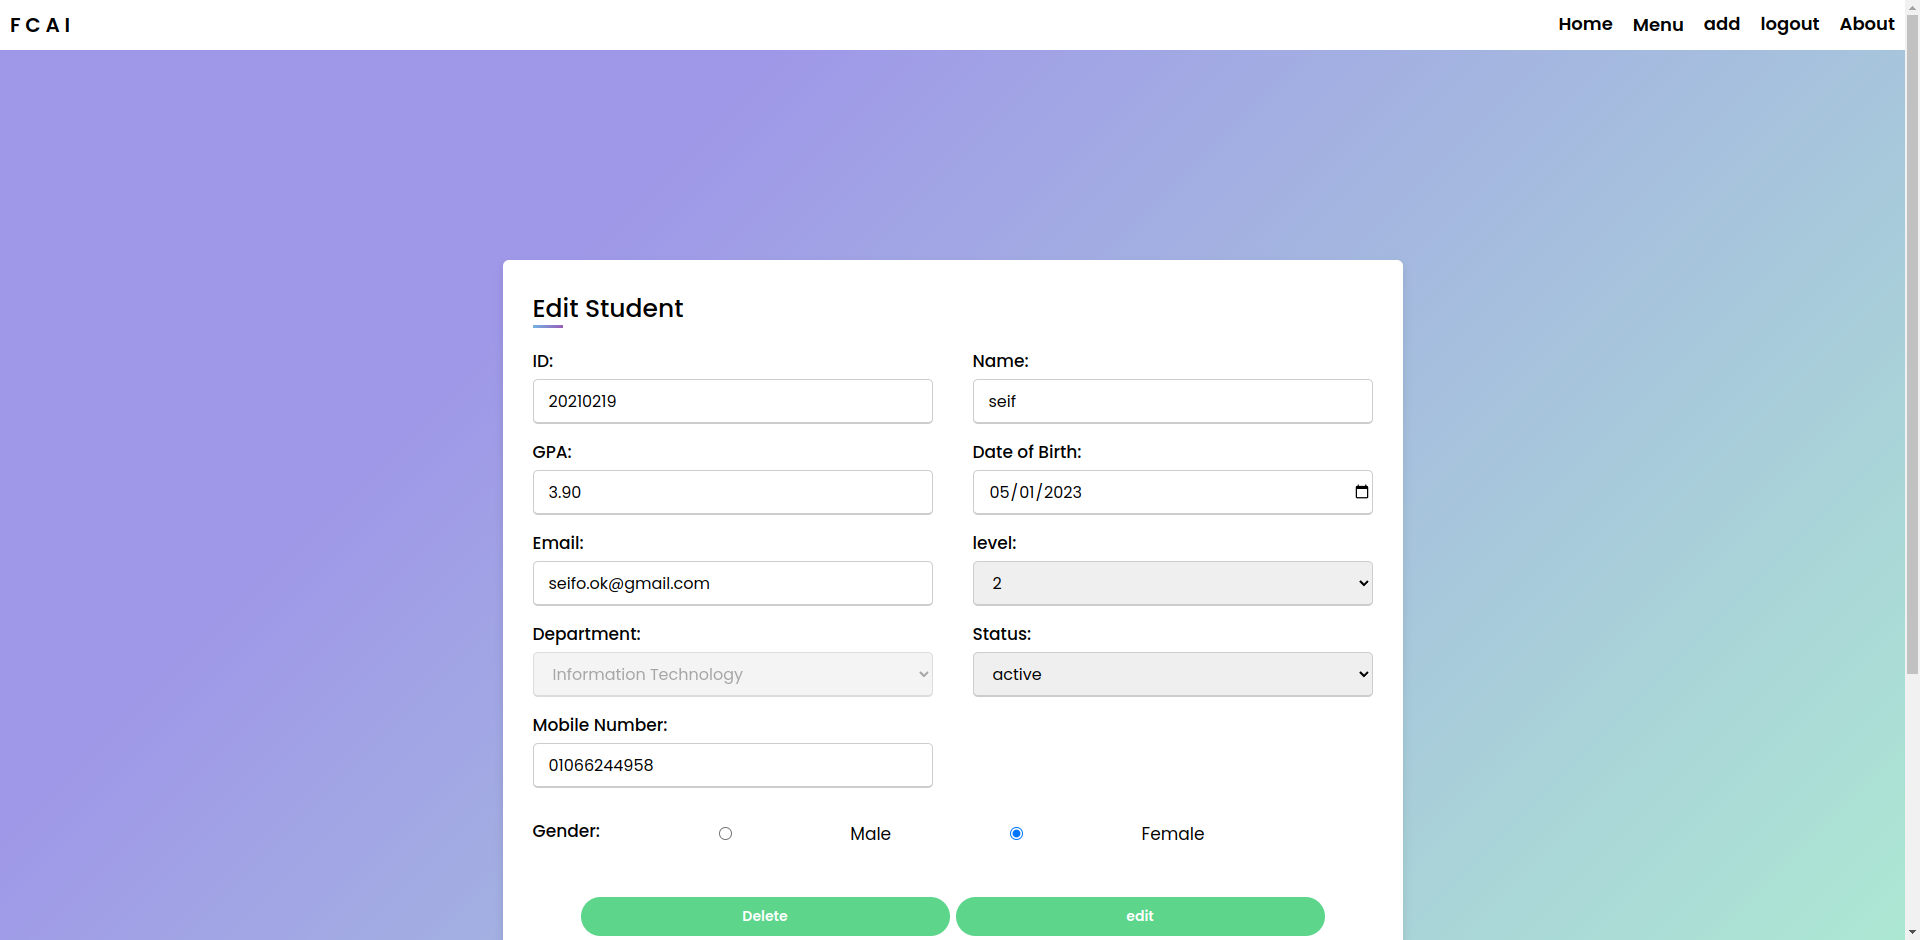 FCAI
Home Menu add logout About
Edit Student
ID: Name:
20210219 seif
GPA: Date of Birth:
3.90 05/01/2023
Email: level:
seifo.ok@gmail.com 2
Department: Status:
Information Technology active
Mobile Number:
01066244958
Gender: Male Female
Delete edit